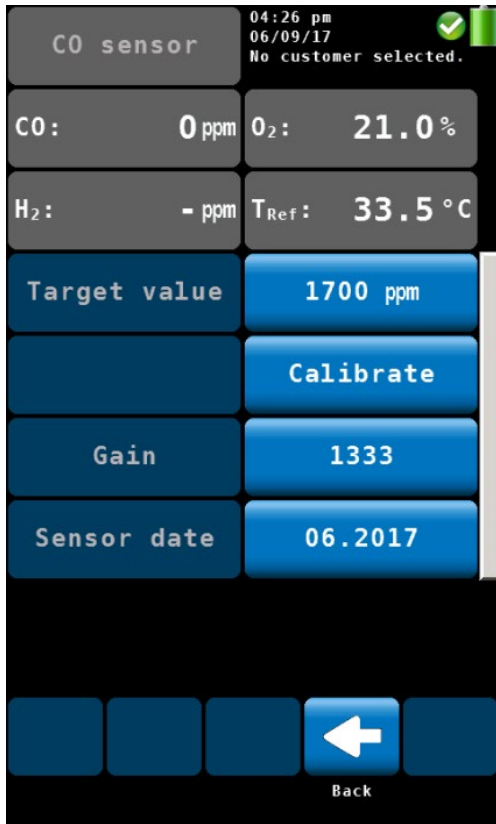 CO sensor
04:26 pm
06/09/17
No customer selected.
CO: 0 ppm
O₂: 21.0 %
H₂: - ppm
TRef: 33.5 °C
Target value
1700 ppm
Calibrate
Gain
1333
Sensor date
06.2017
Back